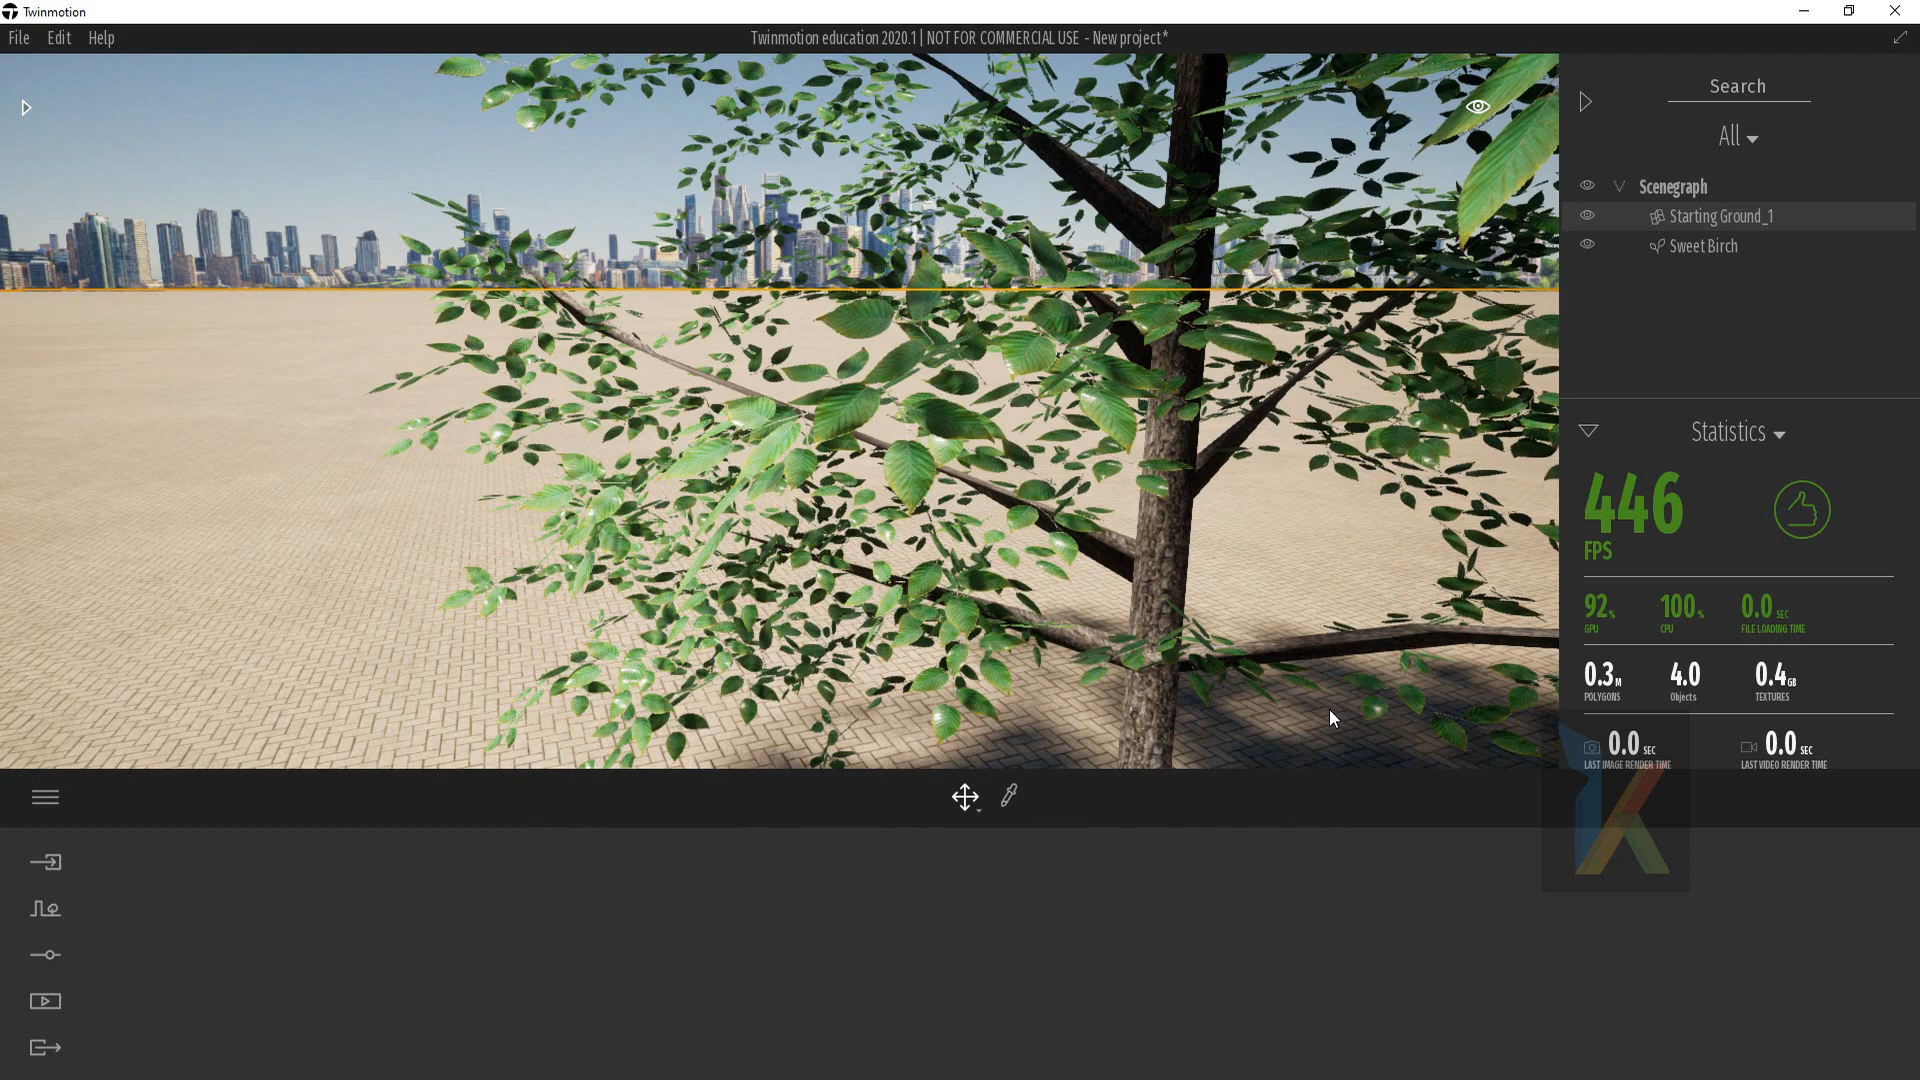 Twinmotion
File Edit Help
Twinmotion education 2020.1 | NOT FOR COMMERCIAL USE - New project*
Search
All
Scenegraph
Starting Ground_1
Sweet Birch
Statistics
446
FPS
92% 100% 0.0 SEC
GPU CPU FILE LOADING TIME
0.3M 4.0 0.4GB
POLYGONS Objects TEXTURES
0.0 SEC 0.0 SEC
LAST IMAGE RENDER TIME LAST VIDEO RENDER TIME
K